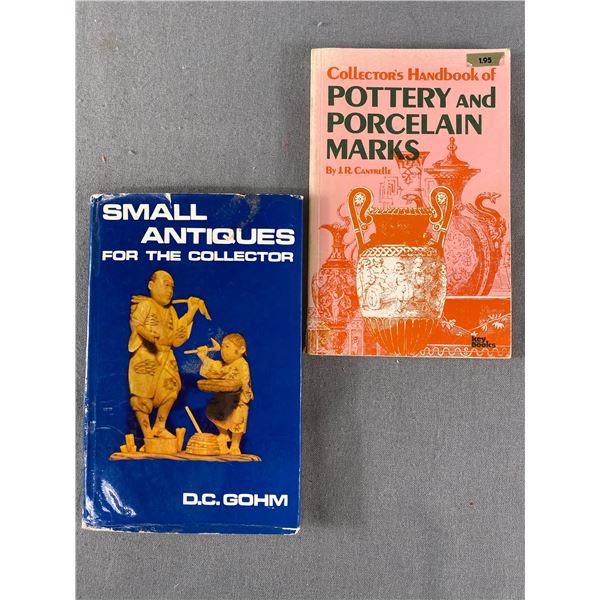 SMALL
ANTIQUES
FOR THE COLLECTOR
D.C. GOHM
1.95
Collector's Handbook of
POTTERY AND
PORCELAIN
MARKS
By J.R. Cantrelle
key
books